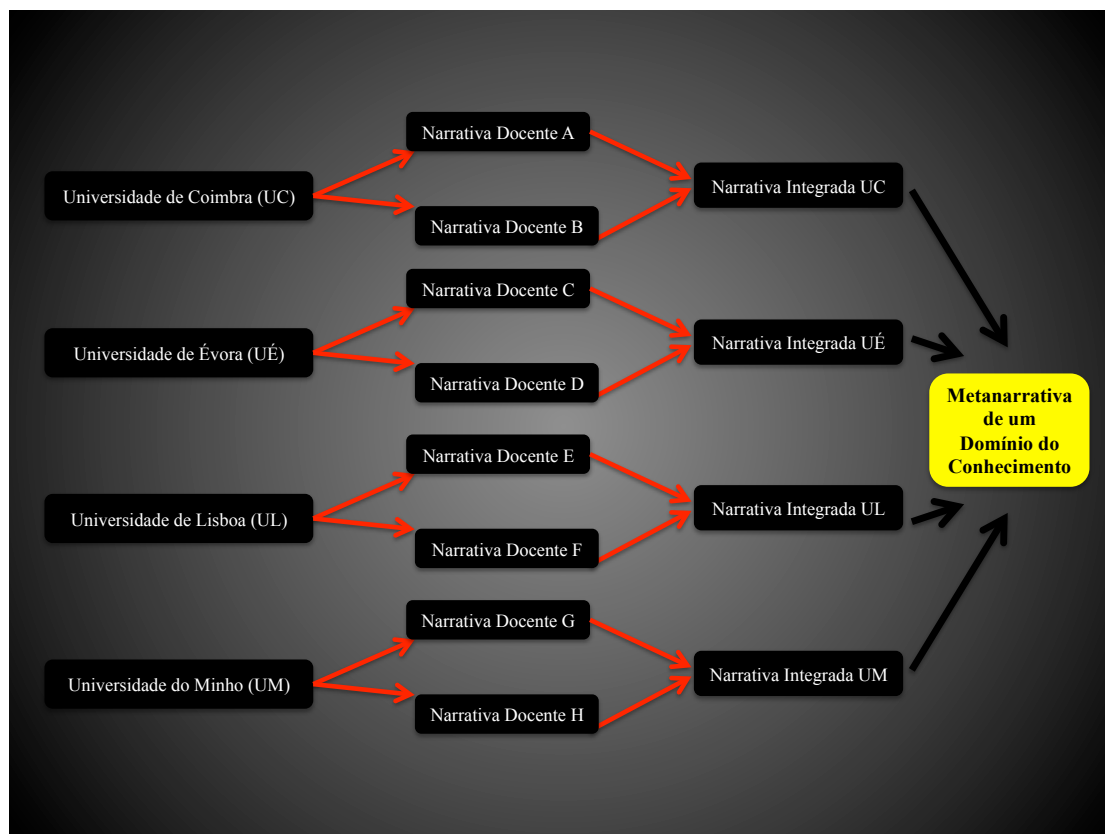 Narrativa Docente A
Universidade de Coimbra (UC)
Narrativa Integrada UC
Narrativa Docente B
Narrativa Docente C
Universidade de Évora (UÉ)
Narrativa Integrada UÉ
Narrativa Docente D
Metanarrativa
de um
Domínio do
Conhecimento
Narrativa Docente E
Universidade de Lisboa (UL)
Narrativa Integrada UL
Narrativa Docente F
Narrativa Docente G
Universidade do Minho (UM)
Narrativa Integrada UM
Narrativa Docente H